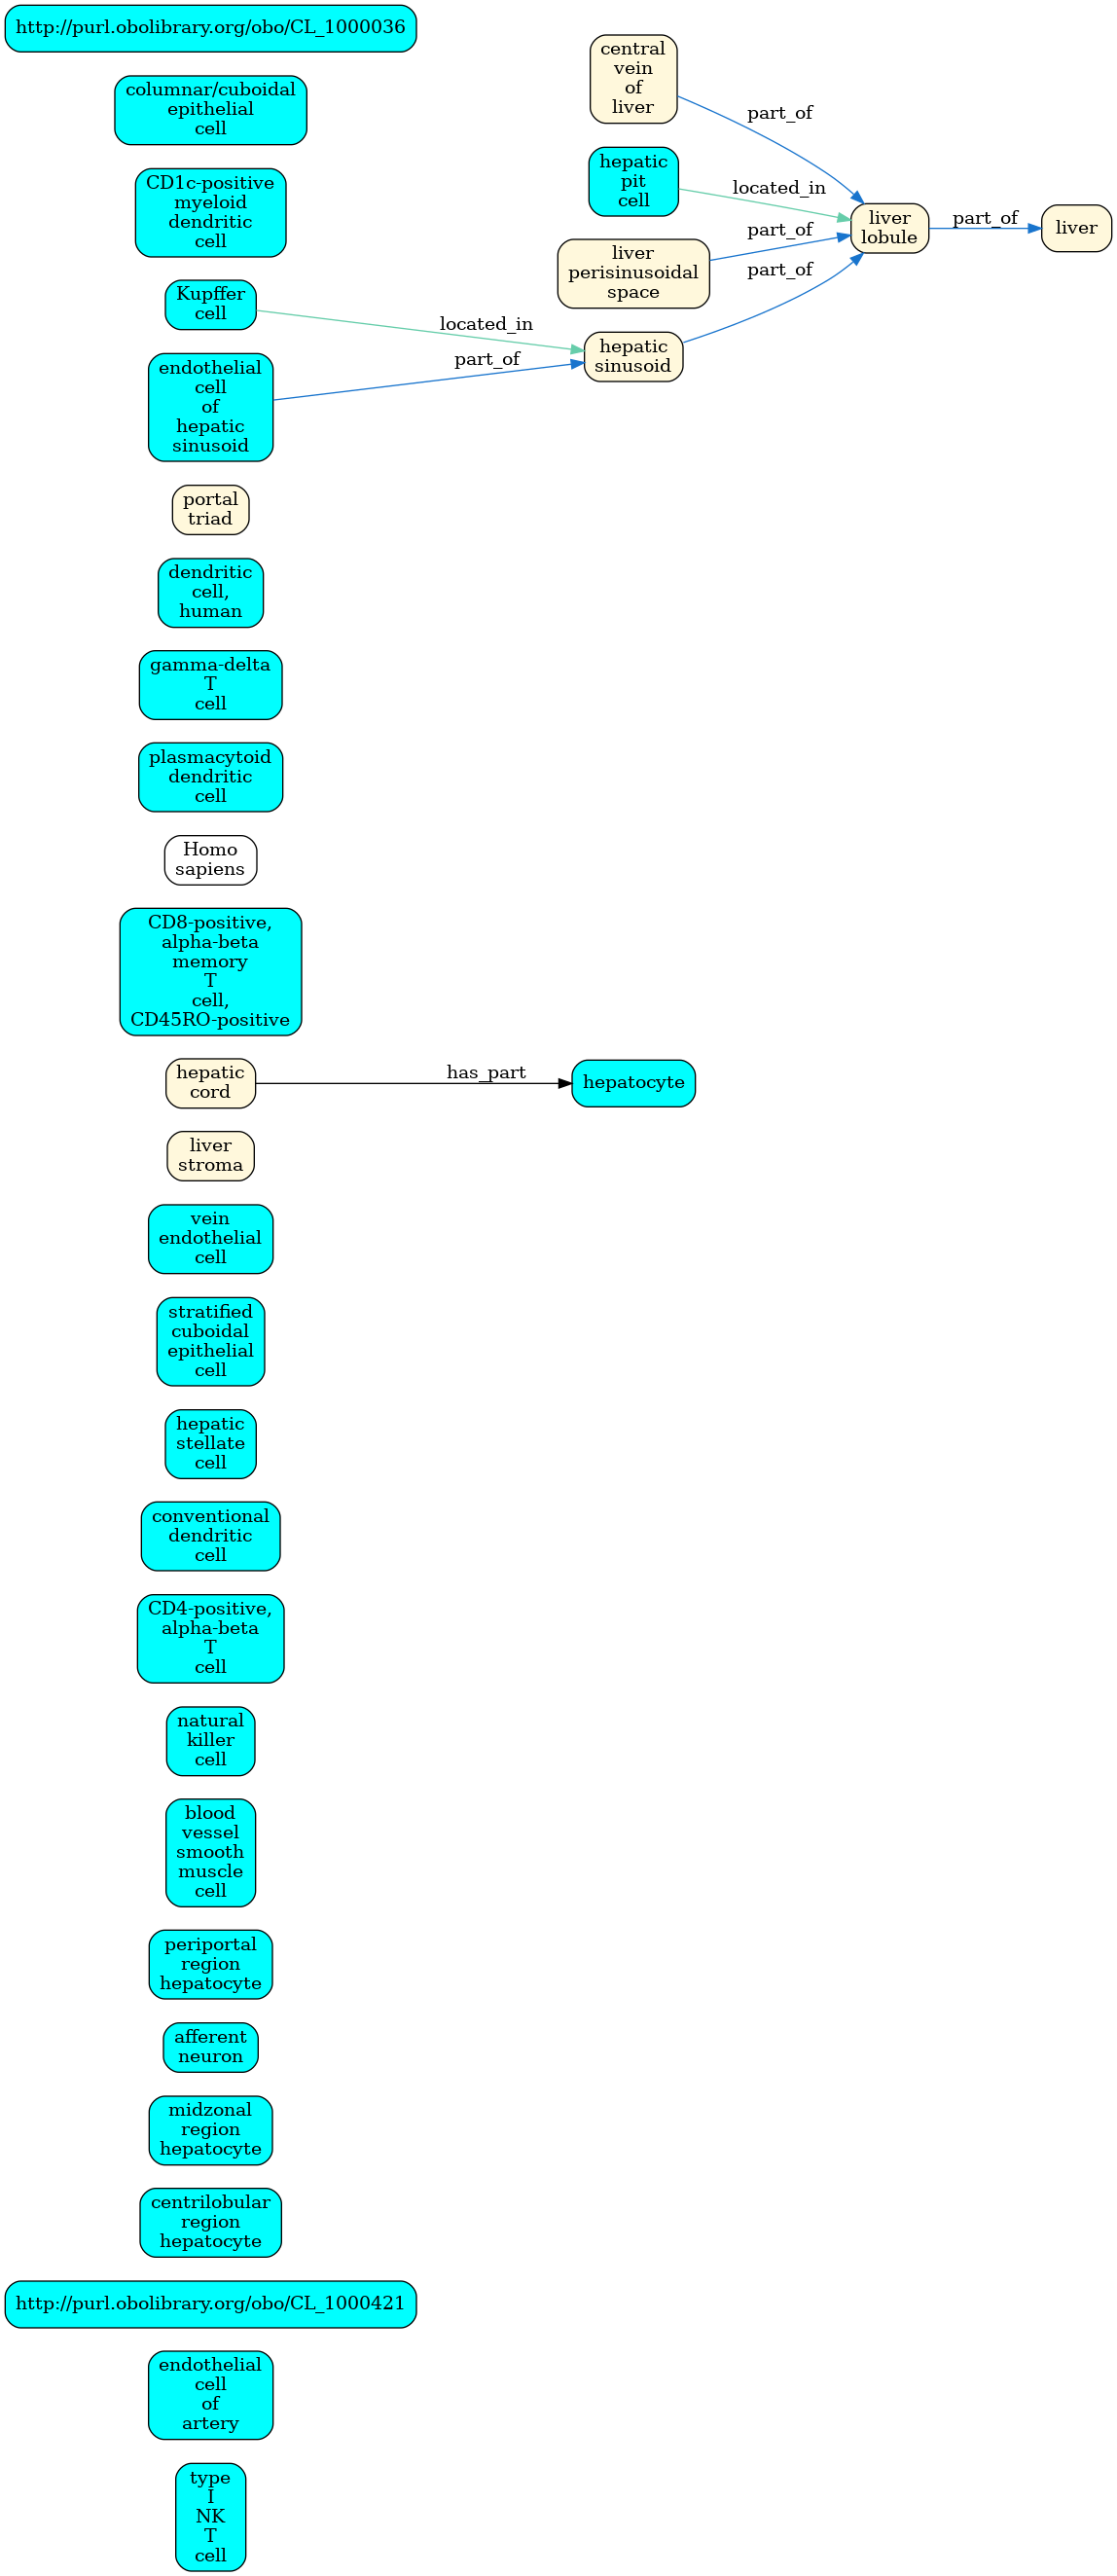 http://purl.obolibrary.org/obo/CL_1000036
columnar/cuboidal
epithelial
cell
CD1c-positive
myeloid
dendritic
cell
Kupffer
cell
endothelial
cell
of
hepatic
sinusoid
located_in
part_of
central
vein
of
liver
hepatic
pit
cell
liver
perisinusoidal
space
hepatic
sinusoid
part_of
located_in
part_of
part_of
liver
lobule
part_of
liver
portal
triad
dendritic
cell,
human
gamma-delta
T
cell
plasmacytoid
dendritic
cell
Homo
sapiens
CD8-positive,
alpha-beta
memory
T
cell,
CD45RO-positive
hepatic
cord
has_part
hepatocyte
liver
stroma
vein
endothelial
cell
stratified
cuboidal
epithelial
cell
hepatic
stellate
cell
conventional
dendritic
cell
CD4-positive,
alpha-beta
T
cell
natural
killer
cell
blood
vessel
smooth
muscle
cell
periportal
region
hepatocyte
afferent
neuron
midzonal
region
hepatocyte
centrilobular
region
hepatocyte
http://purl.obolibrary.org/obo/CL_1000421
endothelial
cell
of
artery
type
I
NK
T
cell